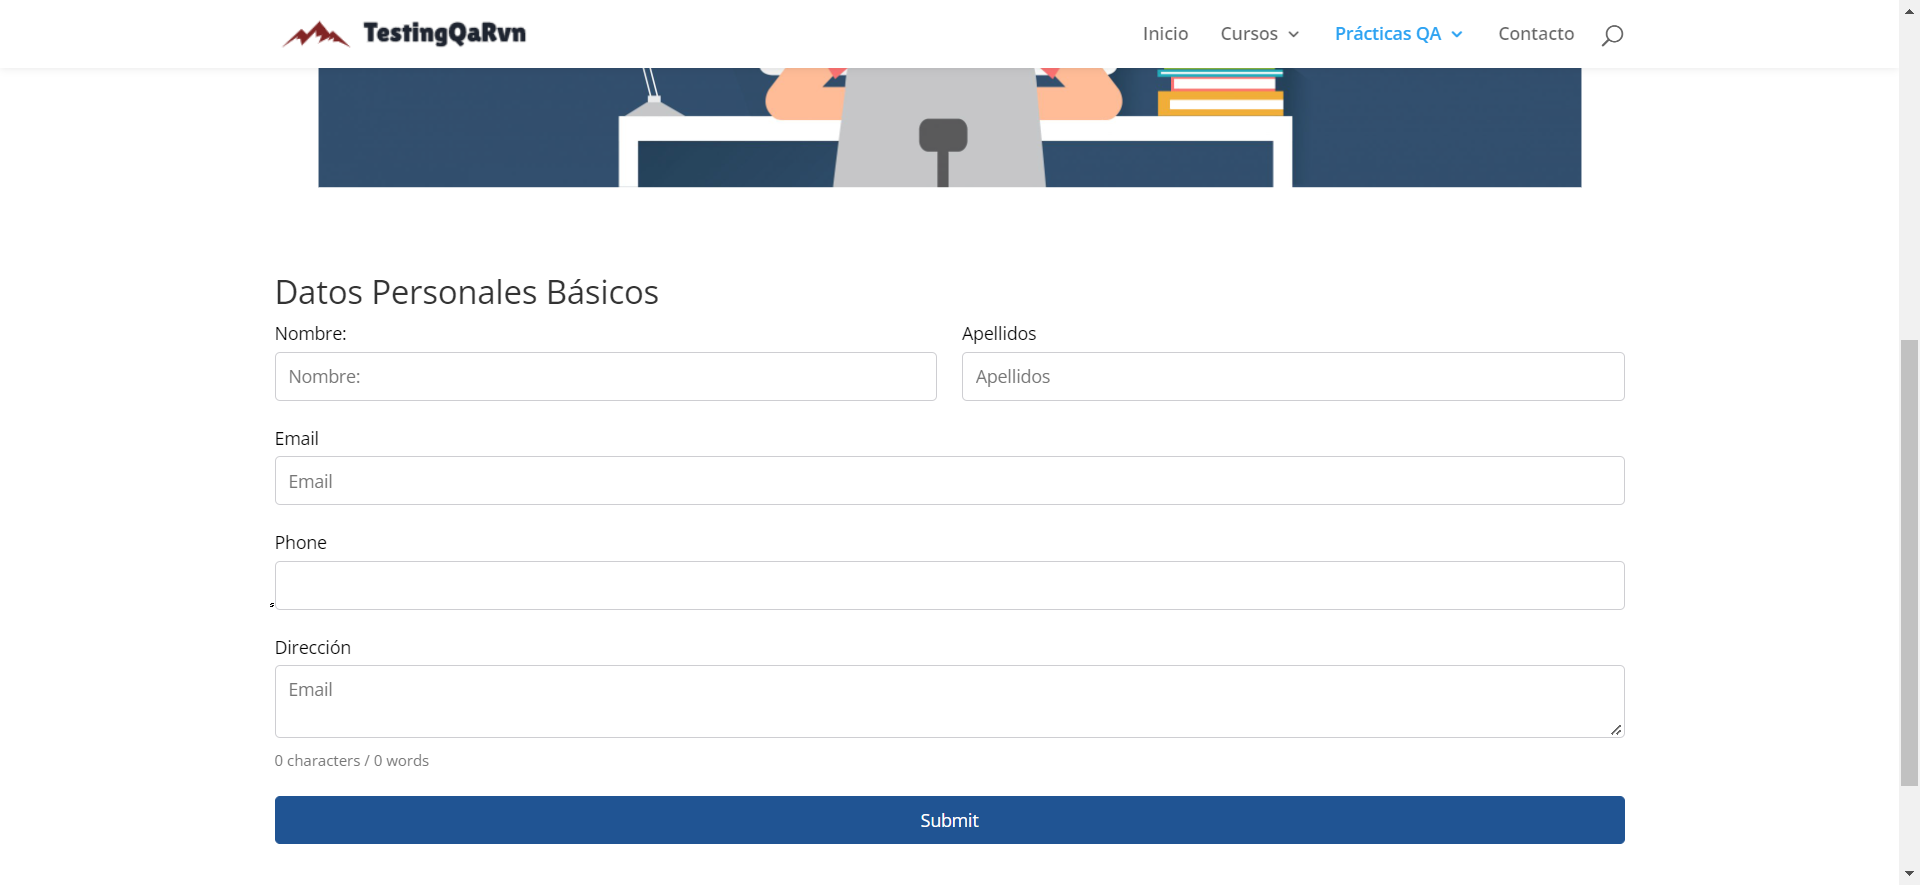 TestingQaRvn
Inicio Cursos Prácticas QA Contacto
Datos Personales Básicos
Nombre: Apellidos
Nombre: Apellidos
Email
Email
Phone
Dirección
Email
0 characters / 0 words
Submit